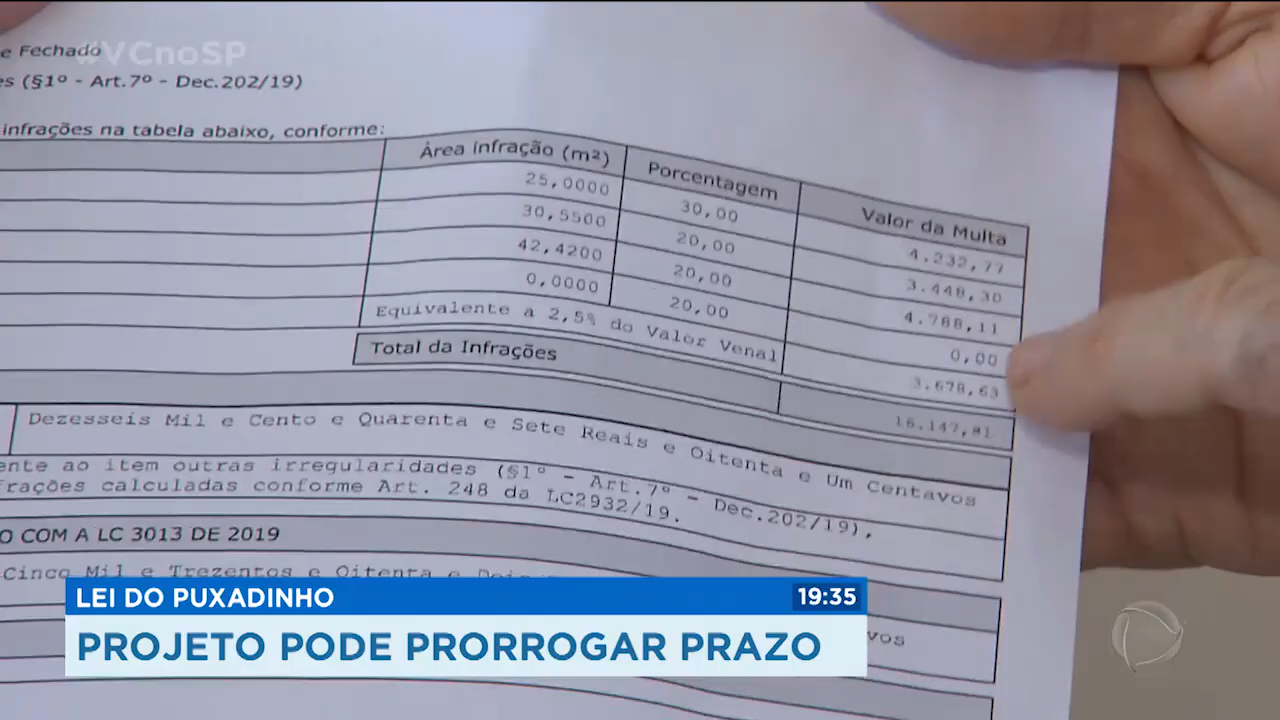 #VCnoSP
e Fechado
es (§1º - Art.7º - Dec.202/19)
infrações na tabela abaixo, conforme:
Área infração (m²) Porcentagem Valor da Multa
25,0000 30,00 4.232,77
30,5500 20,00 3.448,30
42,4200 20,00 4.788,11
0,0000 20,00 0,00
Equivalente a 2,5% do Valor Venal 3.678,63
Total da Infrações 16.147,81
Dezesseis Mil e Cento e Quarenta e Sete Reais e Oitenta e Um Centavos
ente ao item outras irregularidades (§1º - Art.7º - Dec.202/19),
frações calculadas conforme Art. 248 da LC2932/19.
O COM A LC 3013 DE 2019
Cinco Mil e Trezentos e Oitenta e
vos
LEI DO PUXADINHO 19:35
PROJETO PODE PRORROGAR PRAZO